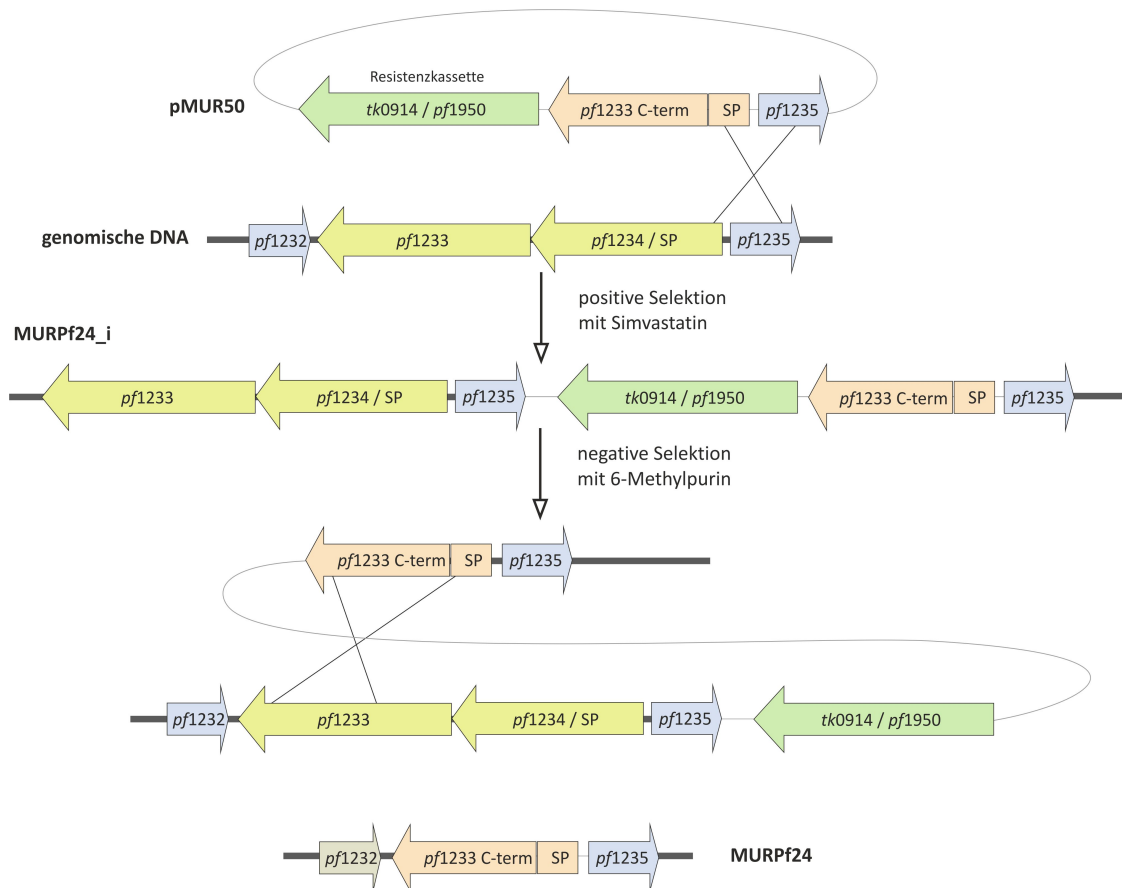 Resistenzkassette
pMUR50
tk0914 / pf1950
pf1233 C-term
SP
pf1235
genomische DNA
pf1232
pf1233
pf1234 / SP
pf1235
positive Selektion
mit Simvastatin
MURPf24_i
pf1233
pf1234 / SP
pf1235
tk0914 / pf1950
pf1233 C-term
SP
pf1235
negative Selektion
mit 6-Methylpurin
pf1233 C-term
SP
pf1235
pf1232
pf1233
pf1234 / SP
pf1235
tk0914 / pf1950
pf1232
pf1233 C-term
SP
pf1235
MURPf24